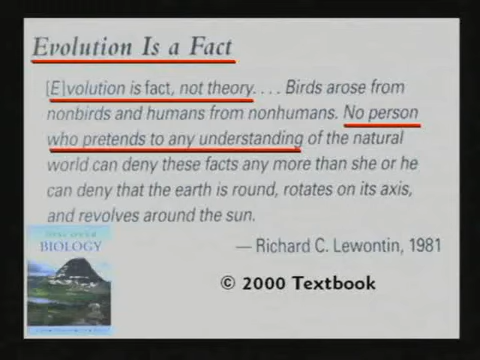 Evolution Is a Fact
[E]volution is fact, not theory. . . . Birds arose from
nonbirds and humans from nonhumans. No person
who pretends to any understanding of the natural
world can deny these facts any more than she or he
can deny that the earth is round, rotates on its axis,
and revolves around the sun.
— Richard C. Lewontin, 1981
BIOLOGY
© 2000 Textbook